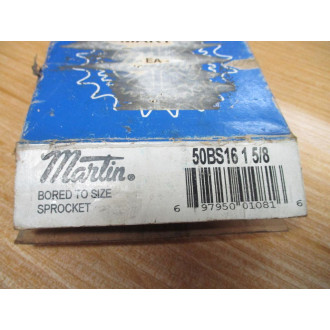 EA
Martin®
50BS16 1 5/8
BORED TO SIZE
SPROCKET
6 97950 01081 6